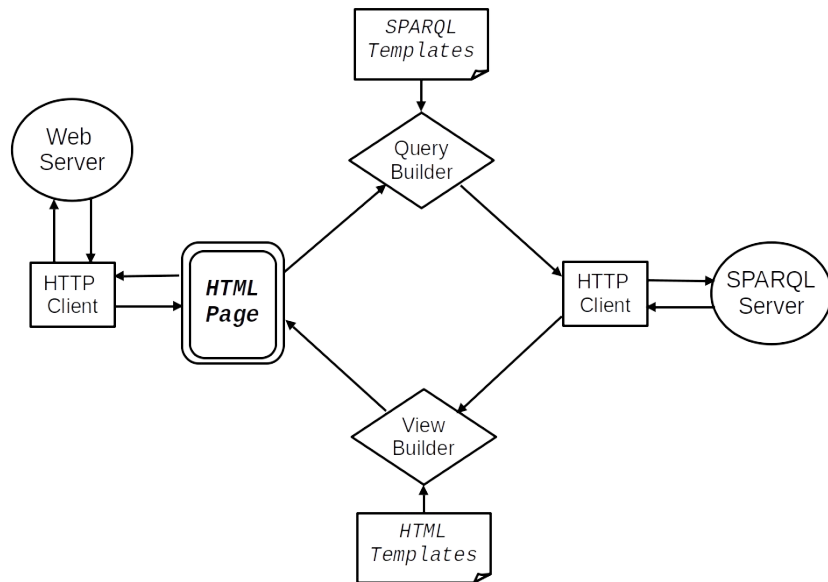 SPARQL
Templates
Web
Server
Query
Builder
HTTP
Client
HTML
Page
HTTP
Client
SPARQL
Server
View
Builder
HTML
Templates